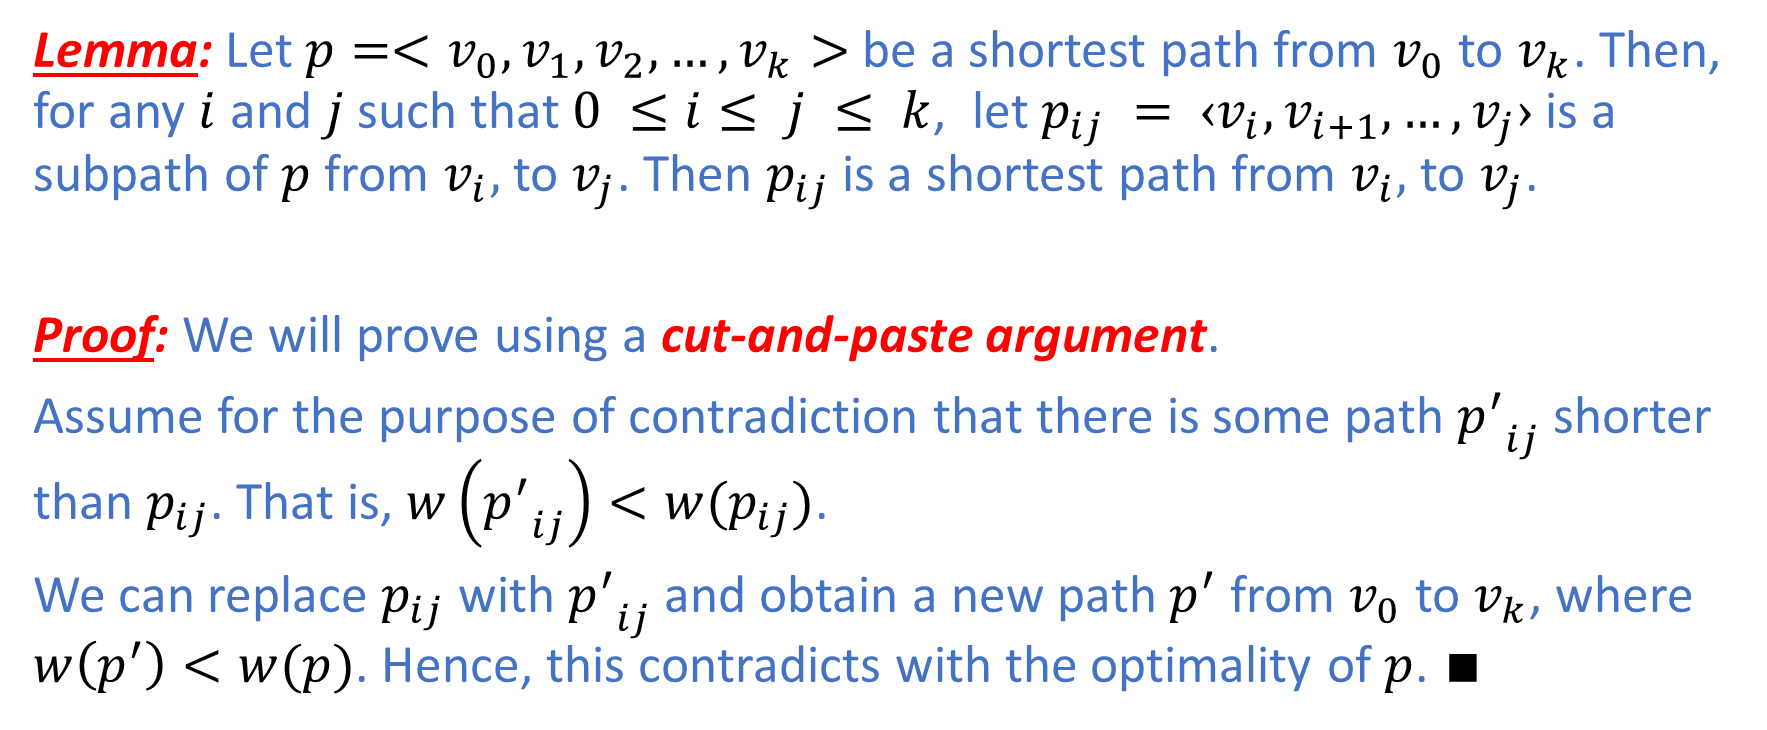 Lemma: Let p =< v₀, v₁, v₂, … , vₖ > be a shortest path from v₀ to vₖ. Then,
for any i and j such that 0 ≤ i ≤ j ≤ k, let pᵢⱼ = ‹vᵢ, vᵢ₊₁, … , vⱼ› is a
subpath of p from vᵢ, to vⱼ. Then pᵢⱼ is a shortest path from vᵢ, to vⱼ.
Proof: We will prove using a cut-and-paste argument.
Assume for the purpose of contradiction that there is some path p′ᵢⱼ shorter
than pᵢⱼ. That is, w(p′ᵢⱼ) < w(pᵢⱼ).
We can replace pᵢⱼ with p′ᵢⱼ and obtain a new path p′ from v₀ to vₖ, where
w(p′) < w(p). Hence, this contradicts with the optimality of p. ■